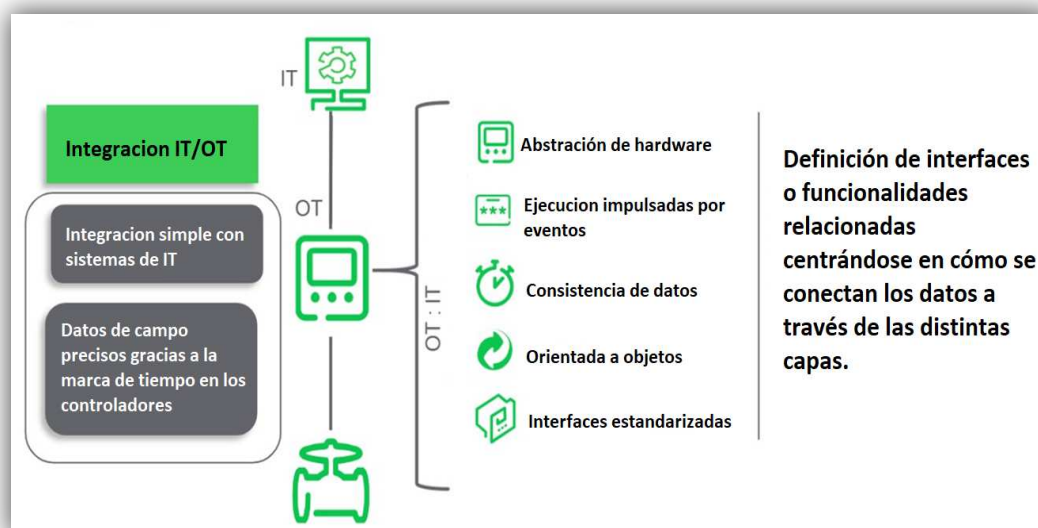 IT
Integracion IT/OT
OT
Integracion simple con
sistemas de IT
Datos de campo
precisos gracias a la
marca de tiempo en los
controladores
OT : IT
Abstración de hardware
***
Ejecucion impulsadas por
eventos
Consistencia de datos
Orientada a objetos
Interfaces estandarizadas
Definición de interfaces
o funcionalidades
relacionadas
centrándose en cómo se
conectan los datos a
través de las distintas
capas.